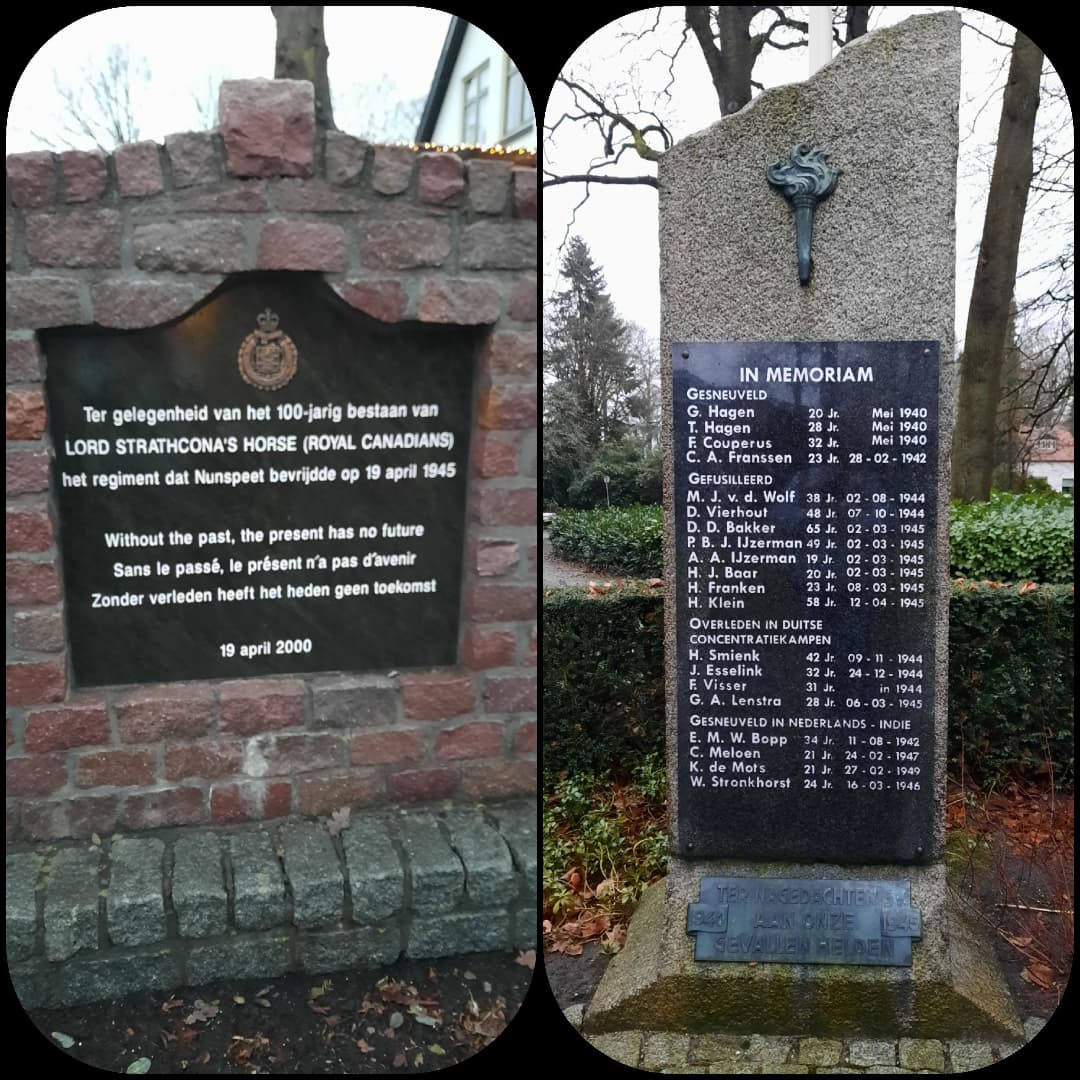 Ter gelegenheid van het 100-jarig bestaan van
LORD STRATHCONA'S HORSE (ROYAL CANADIANS)
het regiment dat Nunspeet bevrijdde op 19 april 1945
Without the past, the present has no future
Sans le passé, le présent n'a pas d'avenir
Zonder verleden heeft het heden geen toekomst
19 april 2000
IN MEMORIAM
GESNEUVELD
G. Hagen 20 Jr. Mei 1940
T. Hagen 28 Jr. Mei 1940
F. Couperus 32 Jr. Mei 1940
C. A. Franssen 23 Jr. 28 - 02 - 1942
GEFUSILLEERD
M. J. v. d. Wolf 38 Jr. 02 - 08 - 1944
D. Vierhout 48 Jr. 07 - 10 - 1944
D. D. Bakker 65 Jr. 02 - 03 - 1945
P. B. J. IJzerman 49 Jr. 02 - 03 - 1945
A. A. IJzerman 19 Jr. 02 - 03 - 1945
H. J. Baar 20 Jr. 02 - 03 - 1945
H. Franken 23 Jr. 08 - 03 - 1945
H. Klein 58 Jr. 12 - 04 - 1945
OVERLEDEN IN DUITSE
CONCENTRATIEKAMPEN
H. Smienk 42 Jr. 09 - 11 - 1944
J. Esselink 32 Jr. 24 - 12 - 1944
F. Visser 31 Jr. in 1944
G. A. Lenstra 28 Jr. 06 - 03 - 1945
GESNEUVELD IN NEDERLANDS - INDIE
E. M. W. Bopp 34 Jr. 11 - 08 - 1942
C. Meloen 21 Jr. 24 - 02 - 1947
K. de Mots 21 Jr. 27 - 02 - 1949
W. Stronkhorst 24 Jr. 16 - 03 - 1946
TER NAGEDACHTEN
1940 AAN ONZE 1945
GEVALLEN HELDEN